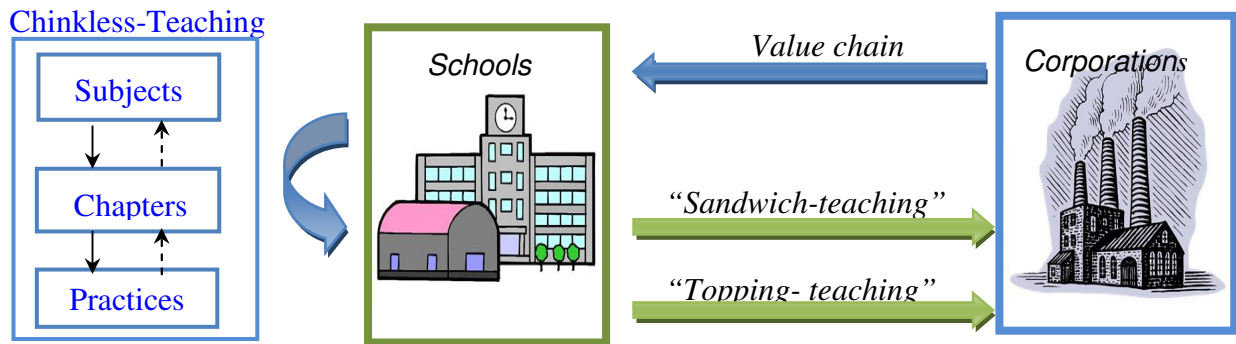 Chinkless-Teaching
Subjects
Chapters
Practices
Schools
Value chain
“Sandwich-teaching”
“Topping- teaching”
Corporations